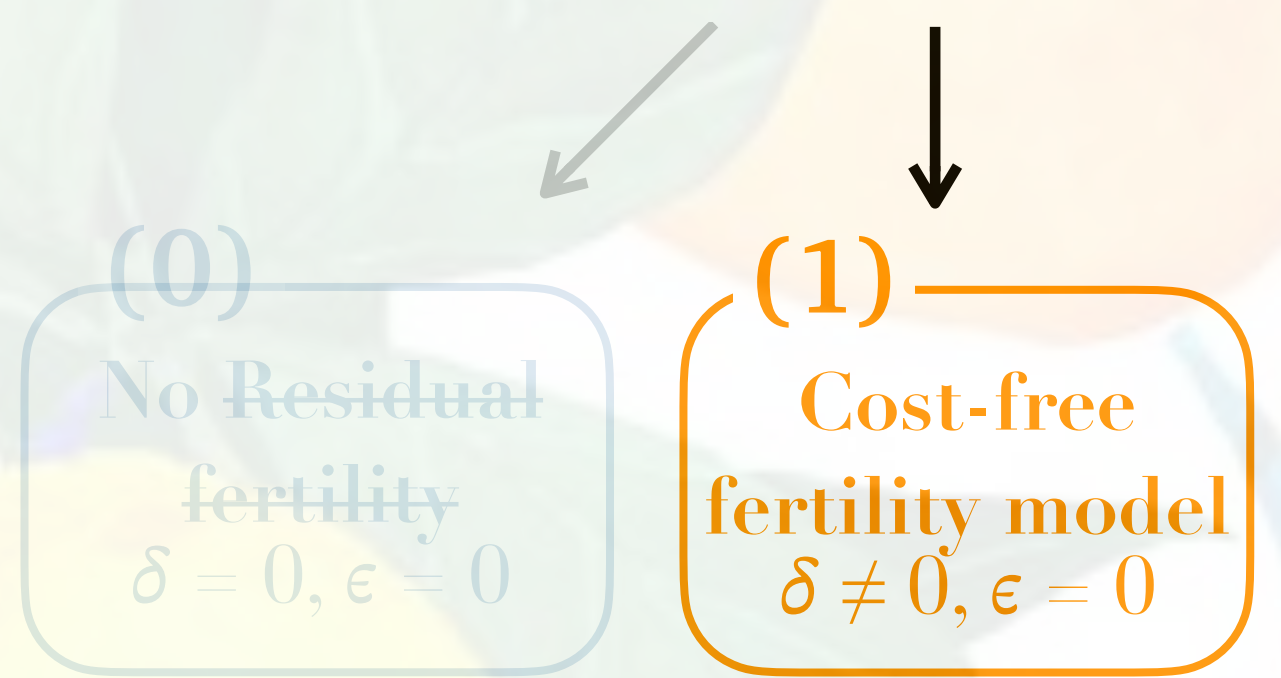 (0)
No Residual
fertility
δ = 0, ϵ = 0
(1)
Cost-free
fertility model
δ ≠ 0, ϵ = 0